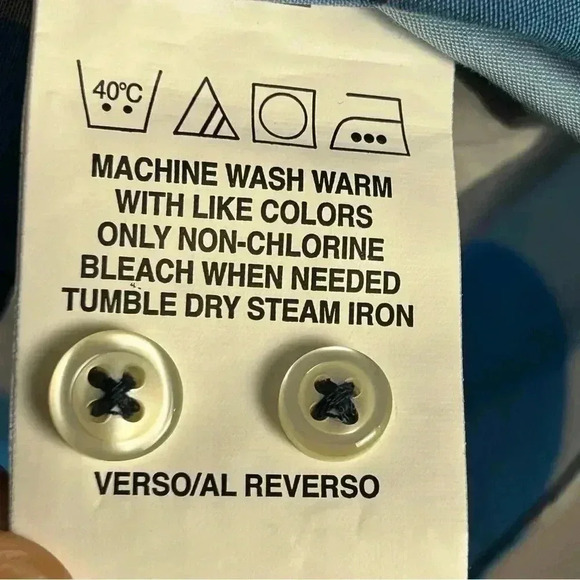 40°C
MACHINE WASH WARM
WITH LIKE COLORS
ONLY NON-CHLORINE
BLEACH WHEN NEEDED
TUMBLE DRY STEAM IRON
VERSO/AL REVERSO